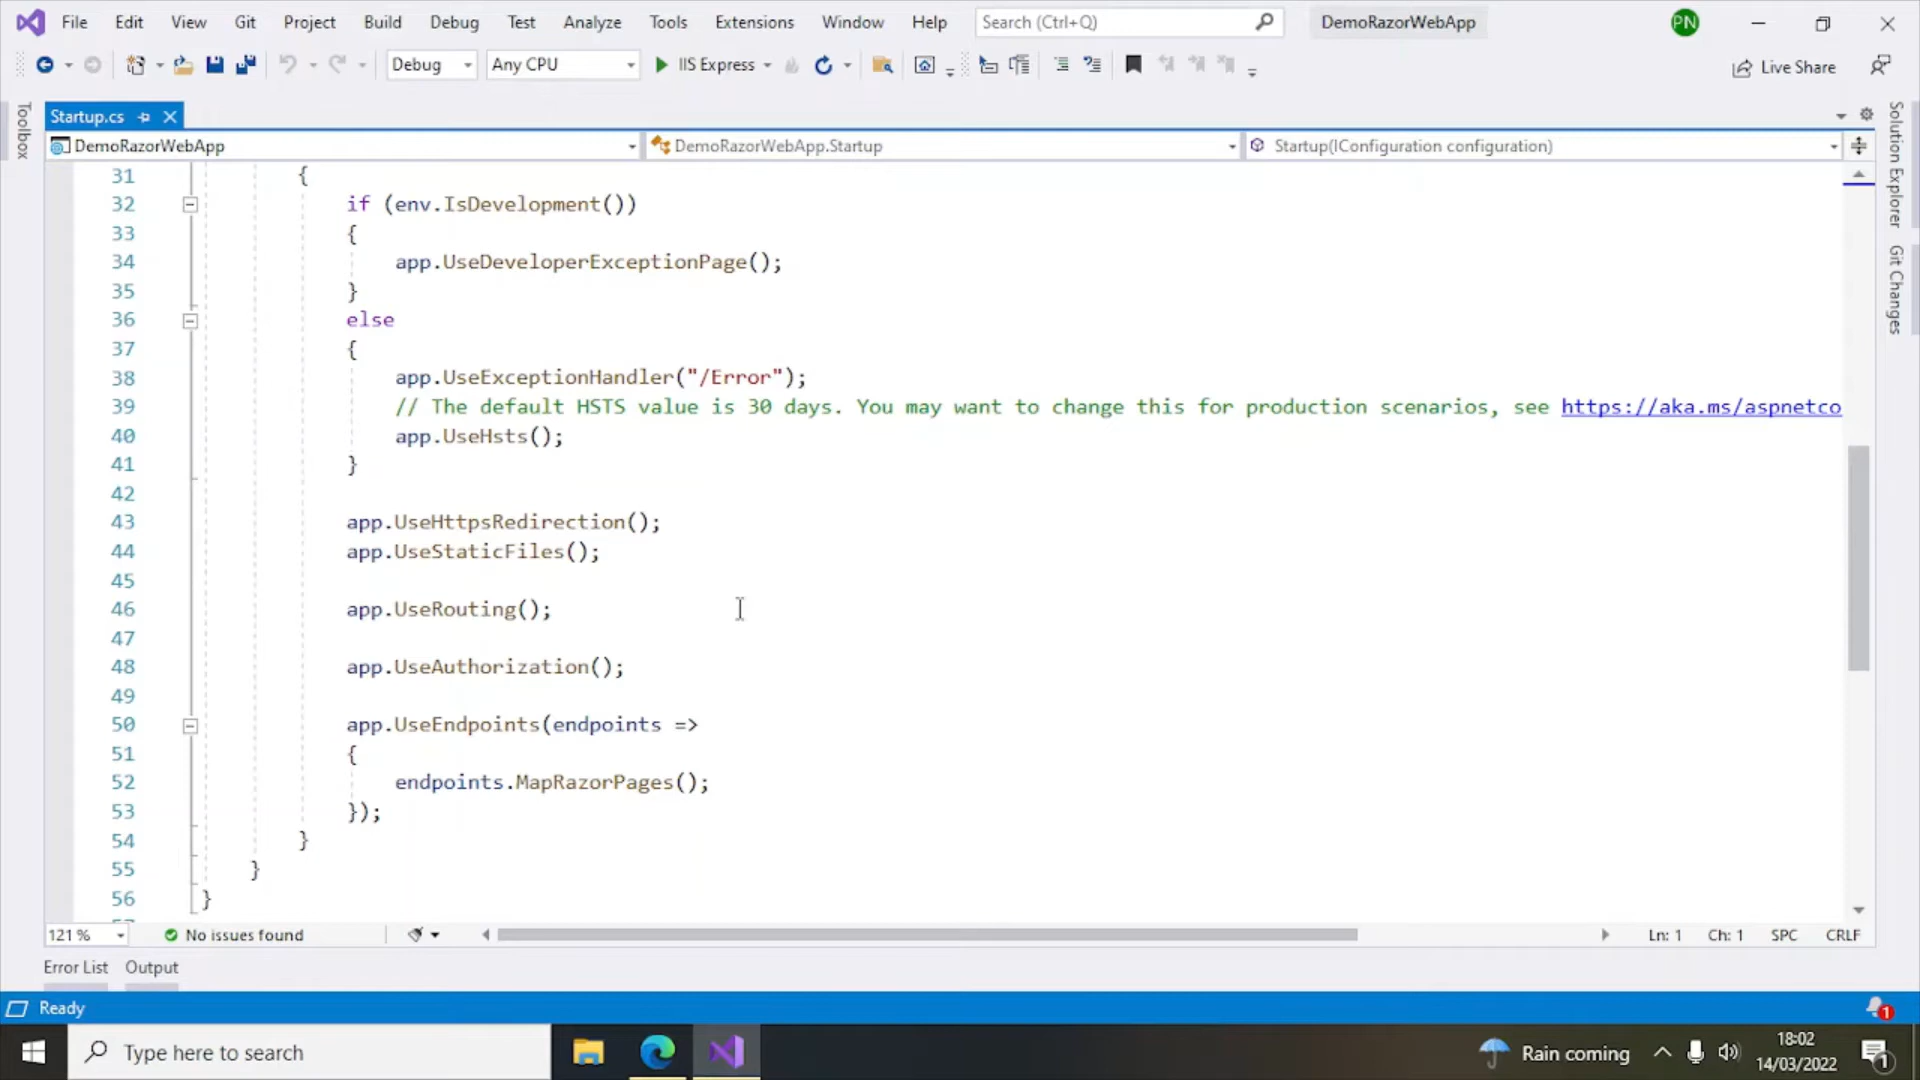 File Edit View Git Project Build Debug Test Analyze Tools Extensions Window Help Search (Ctrl+Q) DemoRazorWebApp PN
Debug Any CPU IIS Express Live Share
Toolbox
Startup.cs
DemoRazorWebApp DemoRazorWebApp.Startup Startup(IConfiguration configuration)
31 {
32 if (env.IsDevelopment())
33 {
34 app.UseDeveloperExceptionPage();
35 }
36 else
37 {
38 app.UseExceptionHandler("/Error");
39 // The default HSTS value is 30 days. You may want to change this for production scenarios, see https://aka.ms/aspnetco
40 app.UseHsts();
41 }
42
43 app.UseHttpsRedirection();
44 app.UseStaticFiles();
45
46 app.UseRouting();
47
48 app.UseAuthorization();
49
50 app.UseEndpoints(endpoints =>
51 {
52 endpoints.MapRazorPages();
53 });
54 }
55 }
56 }
Solution Explorer
Git Changes
121 % No issues found Ln: 1 Ch: 1 SPC CRLF
Error List Output
Ready 1
Type here to search Rain coming 18:02
14/03/2022 1